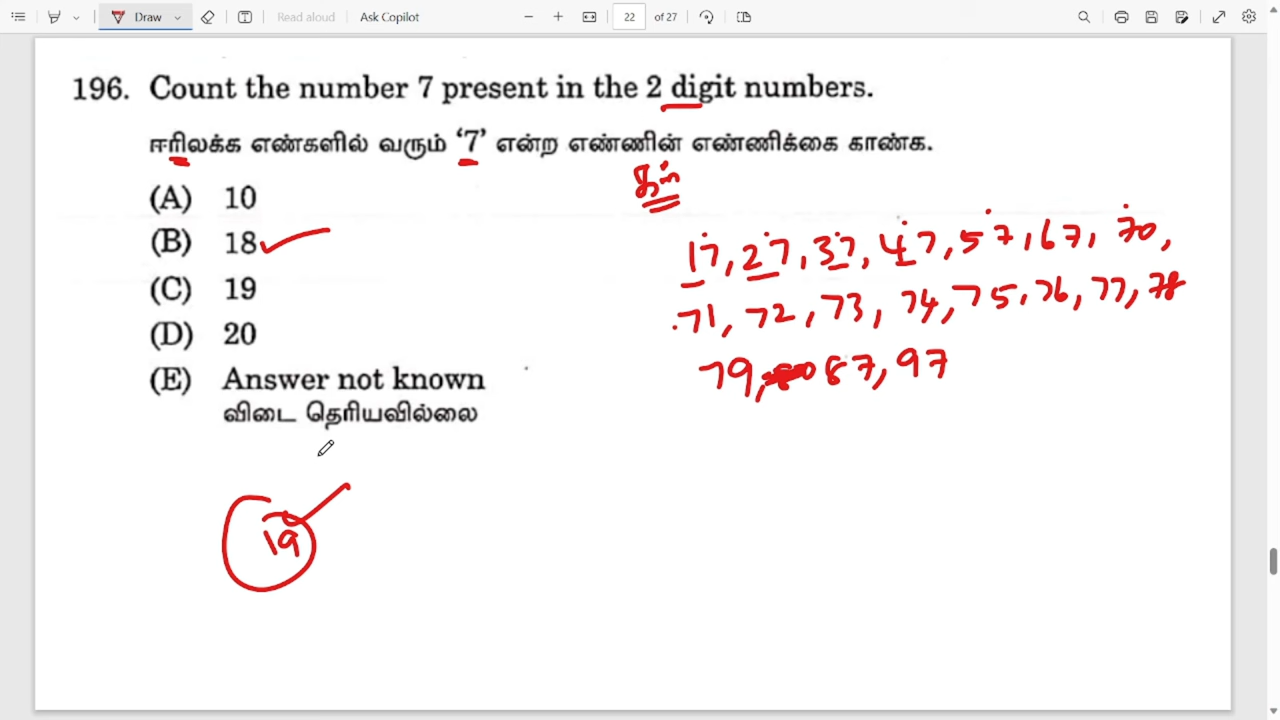 Draw
Read aloud
Ask Copilot
22
of 27
196. Count the number 7 present in the 2 digit numbers.
ஈரிலக்க எண்களில் வரும் ‘7’ என்ற எண்ணின் எண்ணிக்கை காண்க.
(A) 10
(B) 18
(C) 19
(D) 20
(E) Answer not known
விடை தெரியவில்லை
17, 27, 37, 47, 57, 67, 70,
71, 72, 73, 74, 75, 76, 77, 78
79, 87, 97
19